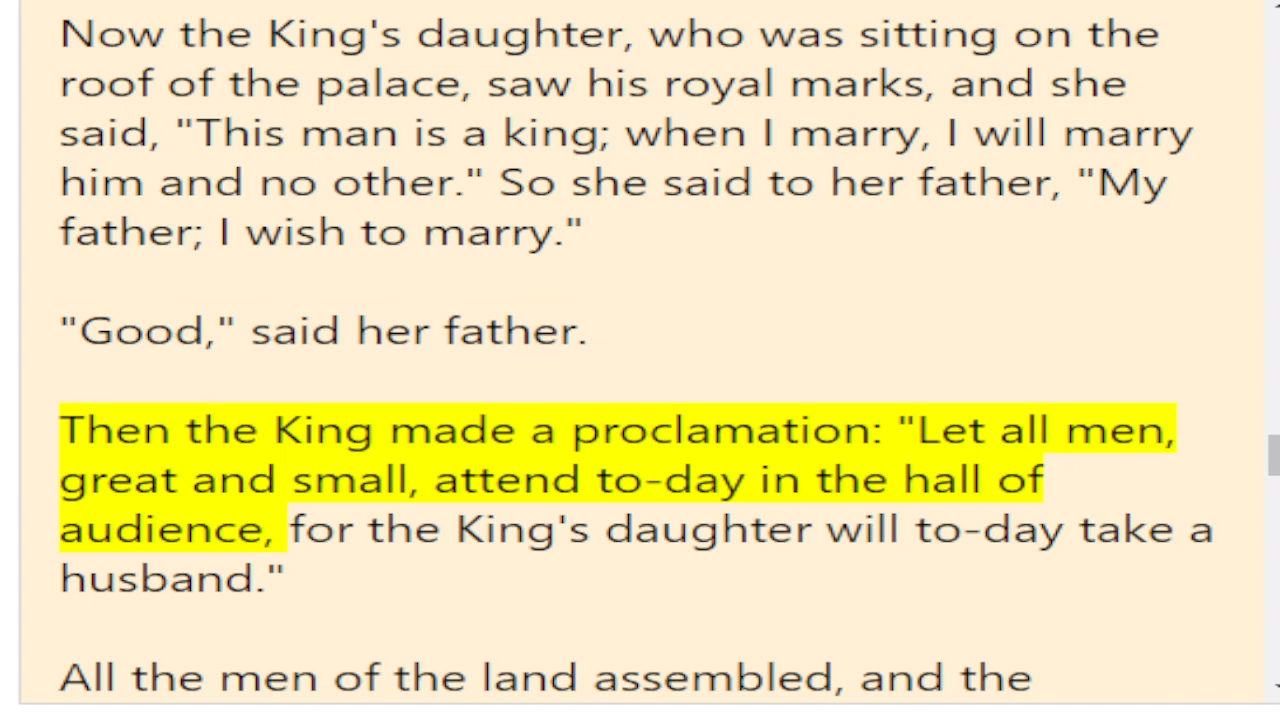 Now the King's daughter, who was sitting on the
roof of the palace, saw his royal marks, and she
said, "This man is a king; when I marry, I will marry
him and no other." So she said to her father, "My
father; I wish to marry."
"Good," said her father.
Then the King made a proclamation: "Let all men,
great and small, attend to-day in the hall of
audience, for the King's daughter will to-day take a
husband."
All the men of the land assembled, and the